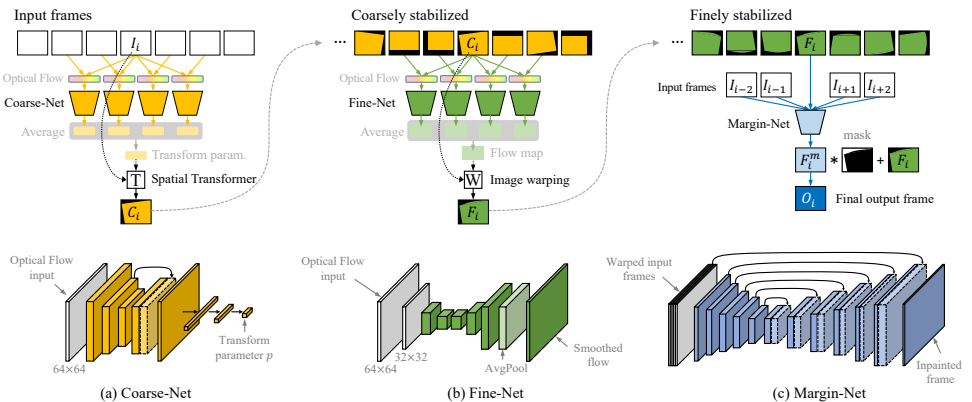 Input frames
I_i
Optical Flow
Coarse-Net
Average
Transform param.
T
Spatial Transformer
C_i
Optical Flow
input
64×64
Transform
parameter p
(a) Coarse-Net
Coarsely stabilized
...
C_i
Optical Flow
Fine-Net
Average
Flow map
W
Image warping
F_i
Optical Flow
input
64×64
32×32
AvgPool
Smoothed
flow
(b) Fine-Net
Finely stabilized
...
F_i
Input frames
I_{i-2}
I_{i-1}
I_{i+1}
I_{i+2}
Margin-Net
mask
F_i^m * + F_i
O_i
Final output frame
Warped input
frames
Inpainted
frame
(c) Margin-Net